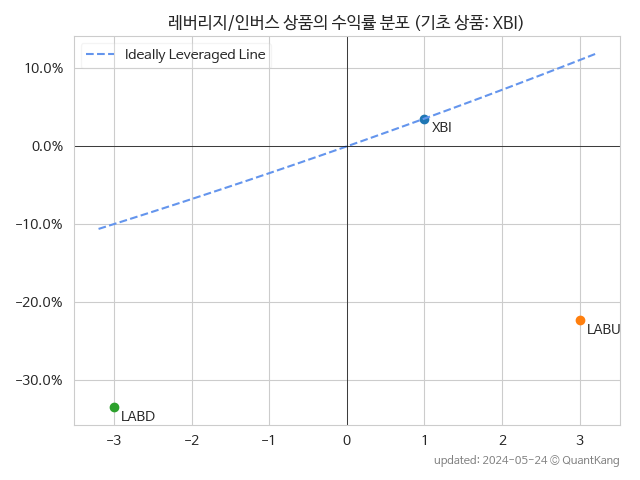 레버리지/인버스 상품의 수익률 분포 (기초 상품: XBI)
Ideally Leveraged Line
10.0%
0.0%
−10.0%
−20.0%
−30.0%
XBI
LABU
LABD
−3 −2 −1 0 1 2 3
updated: 2024-05-24 © QuantKang